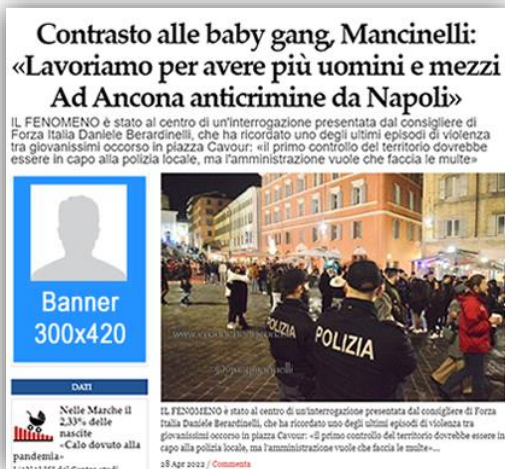 Contrasto alle baby gang, Mancinelli:
«Lavoriamo per avere più uomini e mezzi
Ad Ancona anticrimine da Napoli»
IL FENOMENO è stato al centro di un'interrogazione presentata dal consigliere di
Forza Italia Daniele Berardinelli, che ha ricordato uno degli ultimi episodi di violenza
tra giovanissimi occorso in piazza Cavour: «il primo controllo del territorio dovrebbe
essere in capo alla polizia locale, ma l'amministrazione vuole che faccia le multe»
Banner
300x420
POLIZIA
POLIZIA
DATI
Nelle Marche il
2,33% delle
nascite
«Calo dovuto alla
pandemia»
IL FENOMENO è stato al centro di un'interrogazione presentata dal consigliere di Forza
Italia Daniele Berardinelli, che ha ricordato uno degli ultimi episodi di violenza tra
giovanissimi occorso in piazza Cavour: «il primo controllo del territorio dovrebbe essere in
capo alla polizia locale, ma l'amministrazione vuole che faccia le multe»...
28 Apr 2022 / Commenta